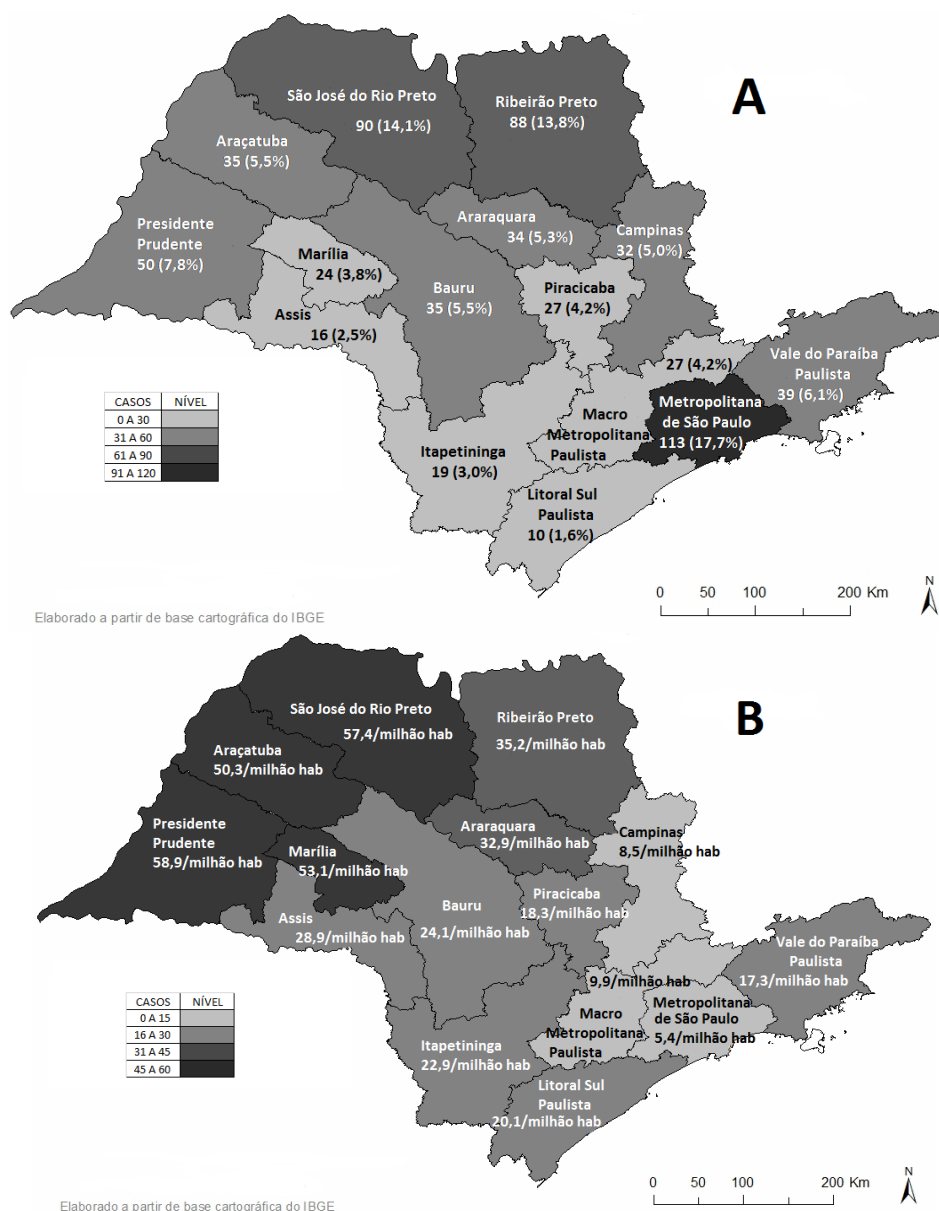 A
São José do Rio Preto
90 (14,1%)
Ribeirão Preto
88 (13,8%)
Araçatuba
35 (5,5%)
Araraquara
34 (5,3%)
Campinas
32 (5,0%)
Presidente
Prudente
50 (7,8%)
Marília
24 (3,8%)
Bauru
35 (5,5%)
Piracicaba
27 (4,2%)
Assis
16 (2,5%)
27 (4,2%)
Vale do Paraíba
Paulista
39 (6,1%)
Metropolitana
de São Paulo
113 (17,7%)
Macro
Metropolitana
Paulista
Itapetininga
19 (3,0%)
Litoral Sul
Paulista
10 (1,6%)
CASOS NÍVEL
0 A 30
31 A 60
61 A 90
91 A 120
0 50 100 200 Km
N
Elaborado a partir de base cartográfica do IBGE
B
São José do Rio Preto
57,4/milhão hab
Ribeirão Preto
35,2/milhão hab
Araçatuba
50,3/milhão hab
Araraquara
32,9/milhão hab
Campinas
8,5/milhão hab
Presidente
Prudente
58,9/milhão hab
Marília
53,1/milhão hab
Bauru
24,1/milhão hab
Piracicaba
18,3/milhão hab
Assis
28,9/milhão hab
Vale do Paraíba
Paulista
17,3/milhão hab
9,9/milhão hab
Metropolitana
de São Paulo
5,4/milhão hab
Macro
Metropolitana
Paulista
Itapetininga
22,9/milhão hab
Litoral Sul
Paulista
20,1/milhão hab
CASOS NÍVEL
0 A 15
16 A 30
31 A 45
45 A 60
0 50 100 200 Km
N
Elaborado a partir de base cartográfica do IBGE